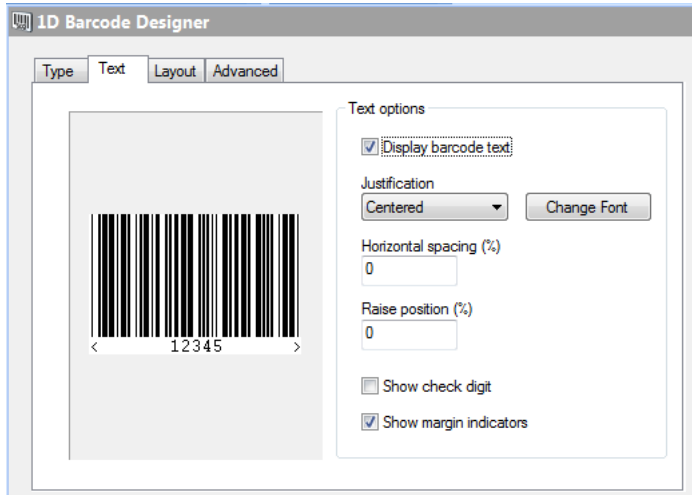 1D Barcode Designer
Type Text Layout Advanced
Text options
Display barcode text
Justification
Centered Change Font
Horizontal spacing (%)
0
Raise position (%)
0
Show check digit
Show margin indicators
< 12345 >